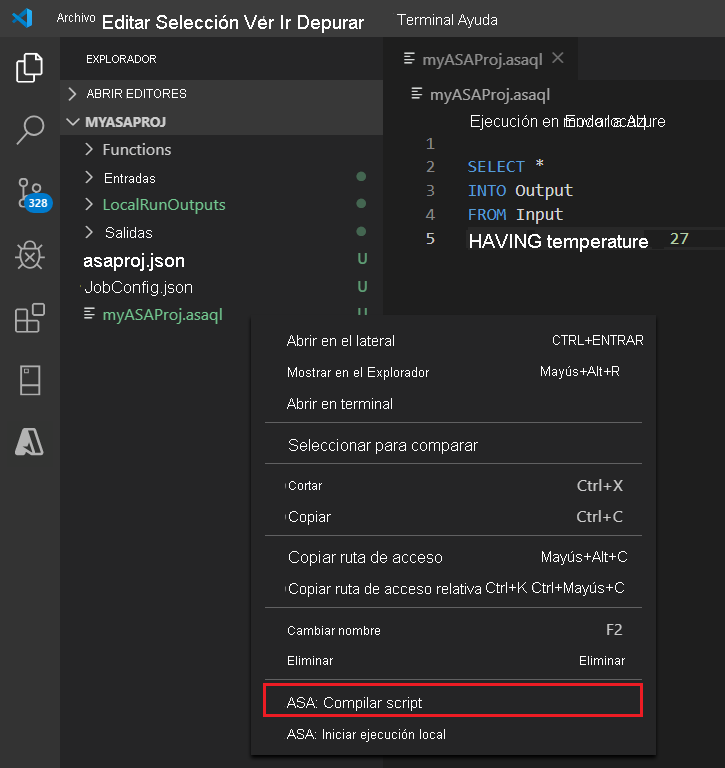 Archivo Editar Selección Ver Ir Depurar Terminal Ayuda
EXPLORADOR
ABRIR EDITORES
MYASAPROJ
Functions
Entradas
LocalRunOutputs
Salidas
asaproj.json U
JobConfig.json U
myASAProj.asaql U
328
myASAProj.asaql
myASAProj.asaql
Ejecución en modo local Enviar a Azure
1
2 SELECT *
3 INTO Output
4 FROM Input
5 HAVING temperature 27
Abrir en el lateral CTRL+ENTRAR
Mostrar en el Explorador Mayús+Alt+R
Abrir en terminal
Seleccionar para comparar
Cortar Ctrl+X
Copiar Ctrl+C
Copiar ruta de acceso Mayús+Alt+C
Copiar ruta de acceso relativa Ctrl+K Ctrl+Mayús+C
Cambiar nombre F2
Eliminar Eliminar
ASA: Compilar script
ASA: Iniciar ejecución local